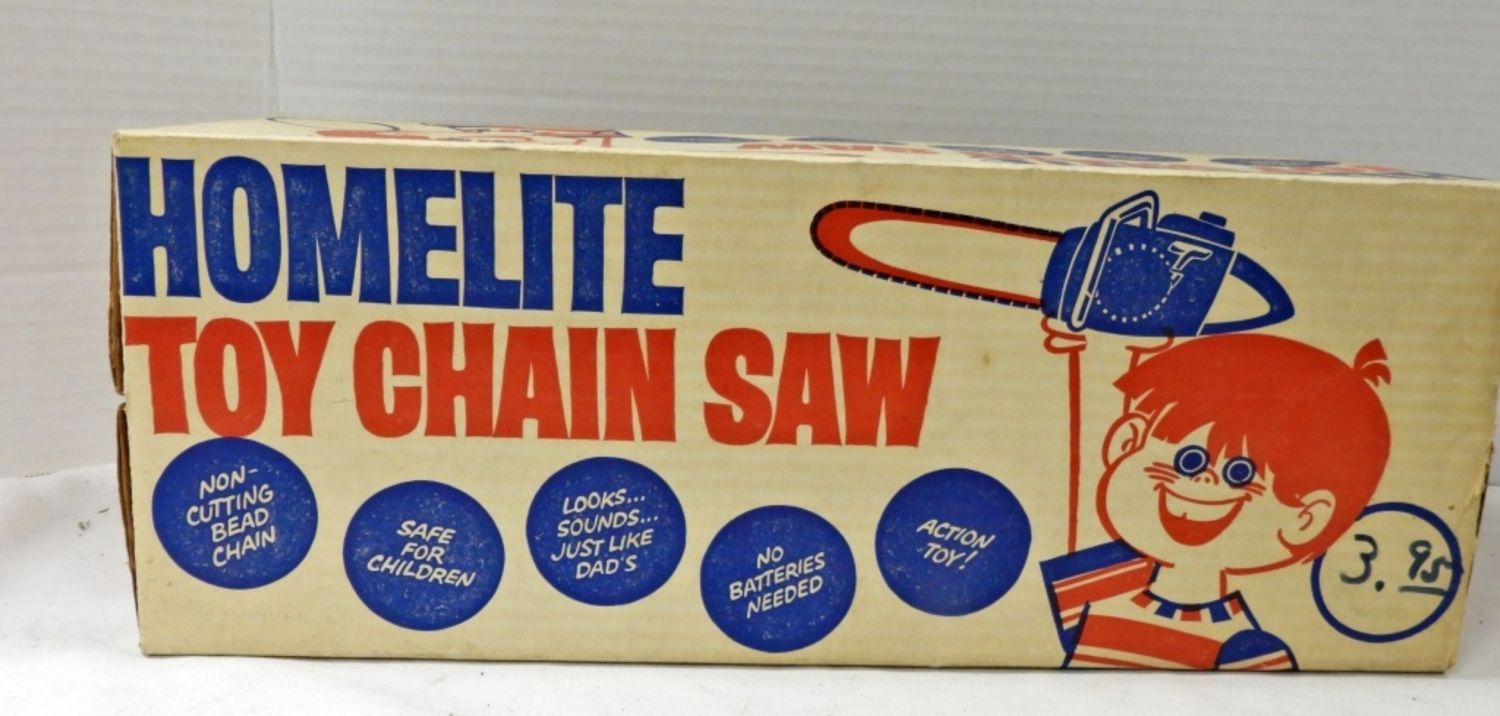 HOMELITE
TOY CHAIN SAW
NON-
CUTTING
BEAD
CHAIN
SAFE
FOR
CHILDREN
LOOKS...
SOUNDS...
JUST LIKE
DAD'S
NO
BATTERIES
NEEDED
ACTION
TOY!
3.95